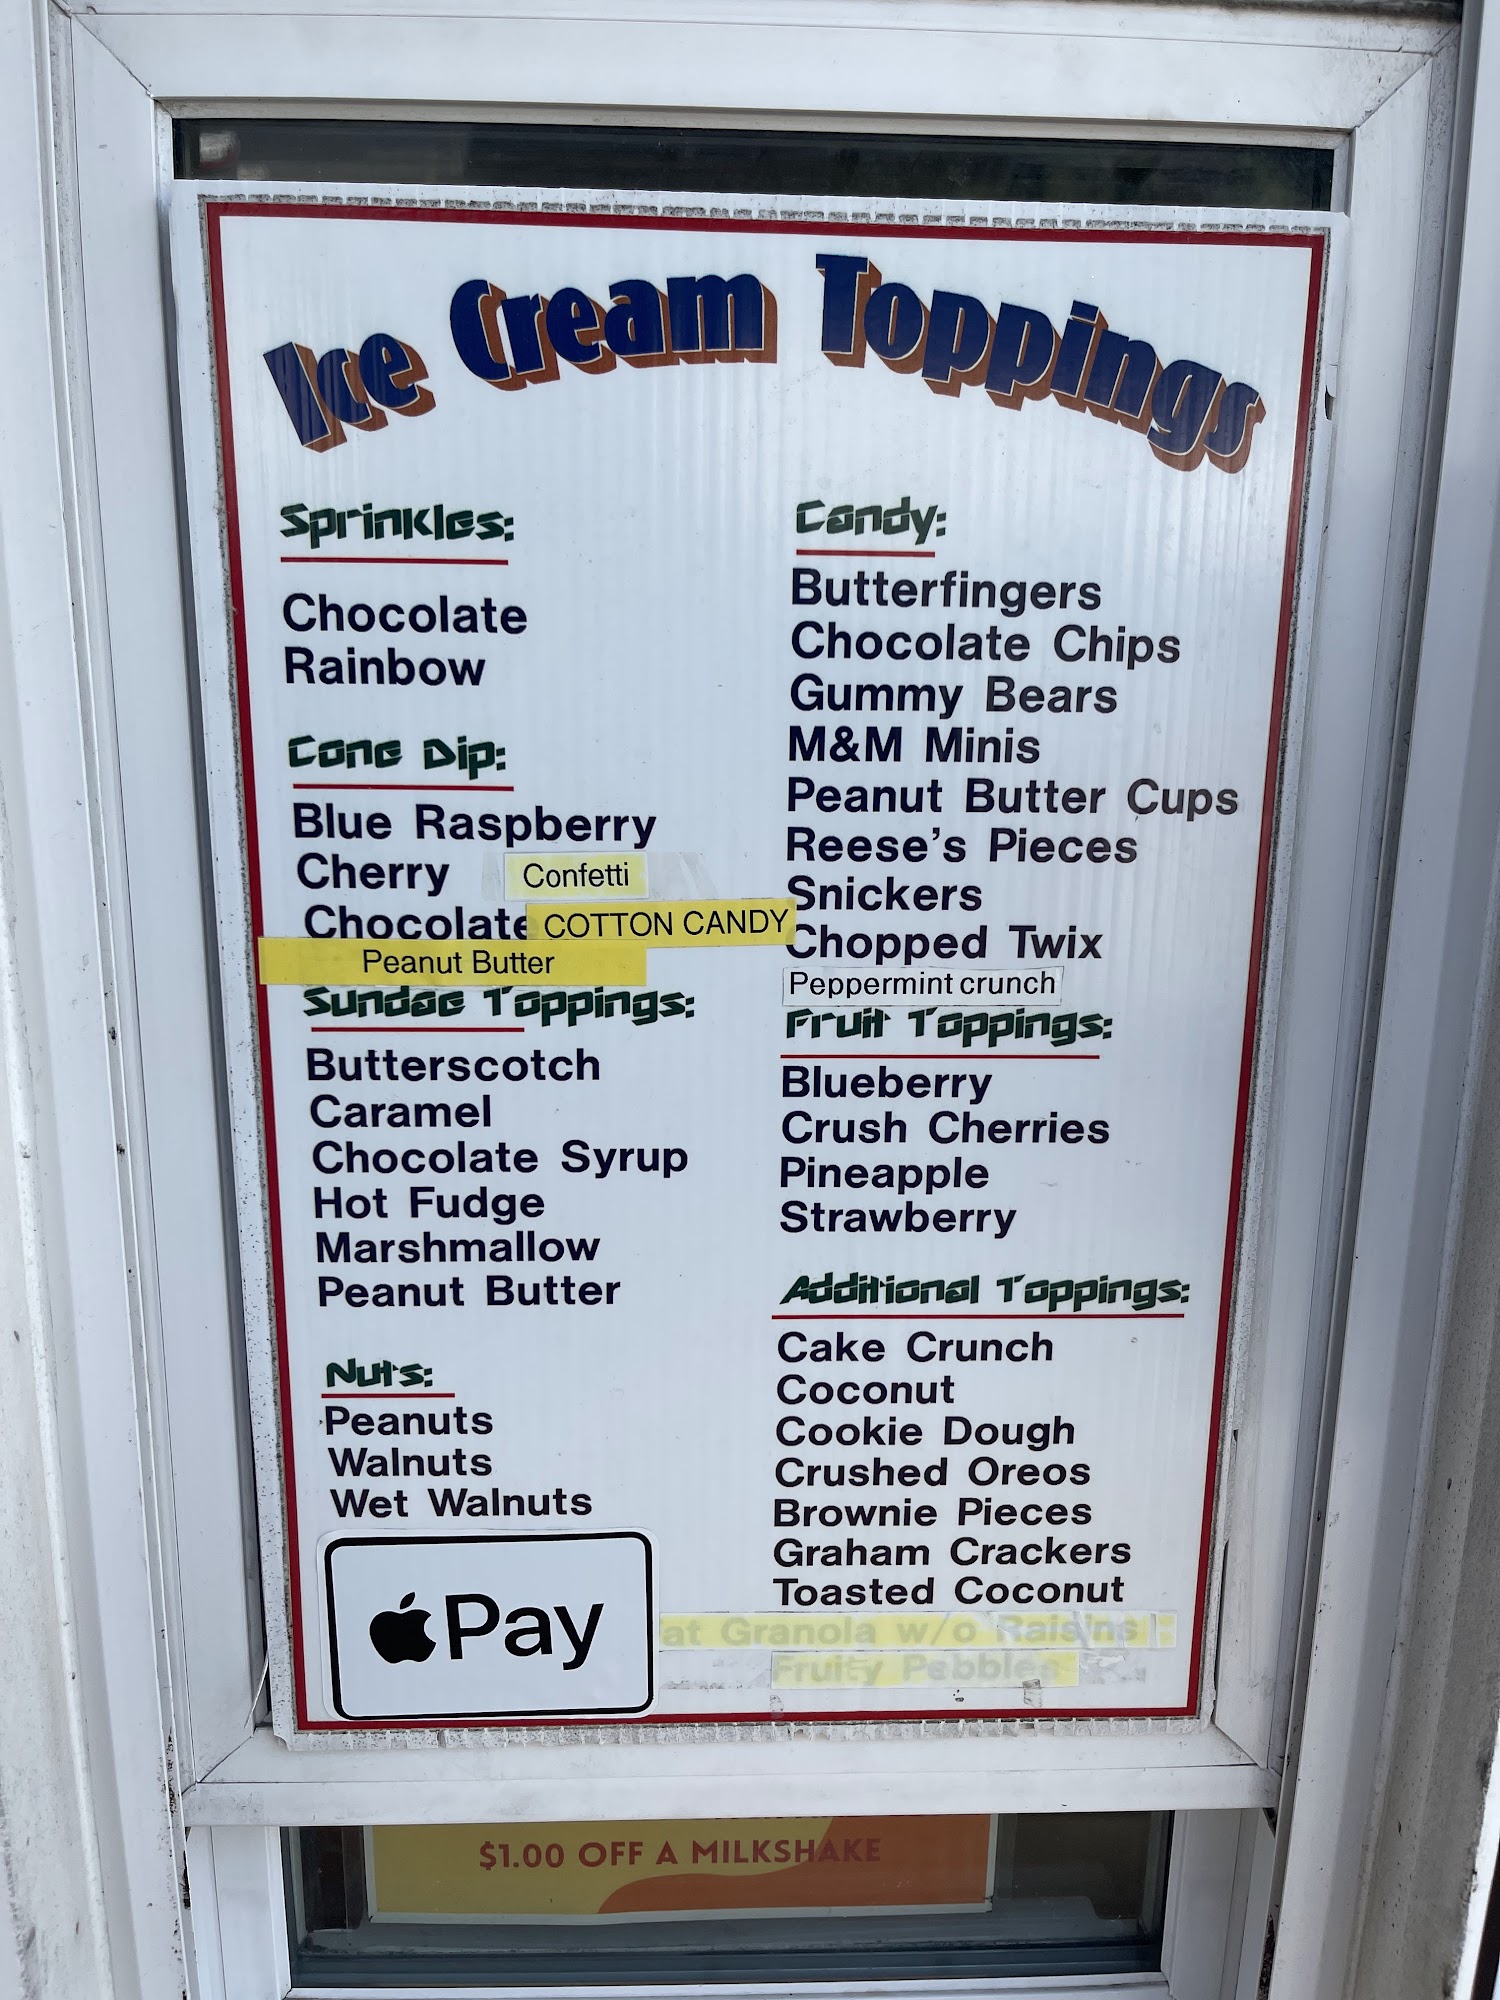 Ice Cream Toppings
Sprinkles:
Chocolate
Rainbow
Cone Dip:
Blue Raspberry
Cherry
Confetti
Chocolate
COTTON CANDY
Peanut Butter
Sundae Toppings:
Butterscotch
Caramel
Chocolate Syrup
Hot Fudge
Marshmallow
Peanut Butter
Nuts:
Peanuts
Walnuts
Wet Walnuts
Pay
Candy:
Butterfingers
Chocolate Chips
Gummy Bears
M&M Minis
Peanut Butter Cups
Reese's Pieces
Snickers
Chopped Twix
Peppermint crunch
Fruit Toppings:
Blueberry
Crush Cherries
Pineapple
Strawberry
Additional Toppings:
Cake Crunch
Coconut
Cookie Dough
Crushed Oreos
Brownie Pieces
Graham Crackers
Toasted Coconut
at Granola w/o Raisins
Fruity Pebbles
$1.00 OFF A MILKSHAKE